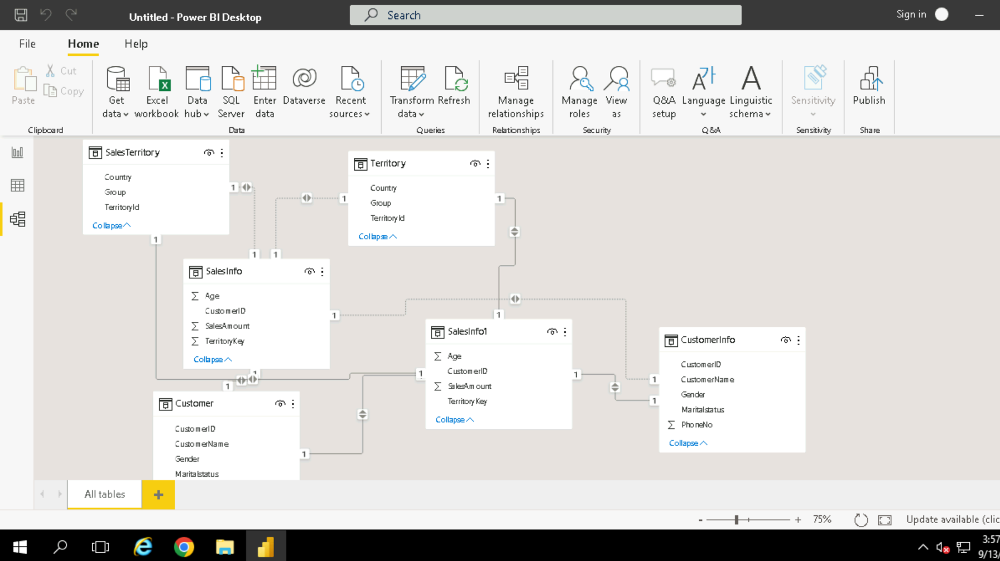 Untitled - Power BI Desktop
Search
Sign in
File
Home
Help
Paste
Cut
Copy
Get data
Excel workbook
Data hub
SQL Server
Enter data
Dataverse
Recent sources
Transform data
Refresh
Manage relationships
Manage roles
View as
Q&A setup
Language
Linguistic schema
Sensitivity
Publish
Clipboard
Data
Queries
Relationships
Security
Q&A
Sensitivity
Share
SalesTerritory
Country
Group
TerritoryId
Collapse
1
1
Territory
Country
Group
TerritoryId
Collapse
1
1
1
1
SalesInfo
Age
CustomerID
SalesAmount
TerritoryKey
Collapse
1
1
1
SalesInfo1
Age
CustomerID
SalesAmount
TerritoryKey
Collapse
1
1
1
CustomerInfo
CustomerID
CustomerName
Gender
Maritalstatus
PhoneNo
Collapse
1
1
1
Customer
CustomerID
CustomerName
Gender
Maritalstatus
1
All tables
+
- + 75%
Update available (clic
3:57
9/13/